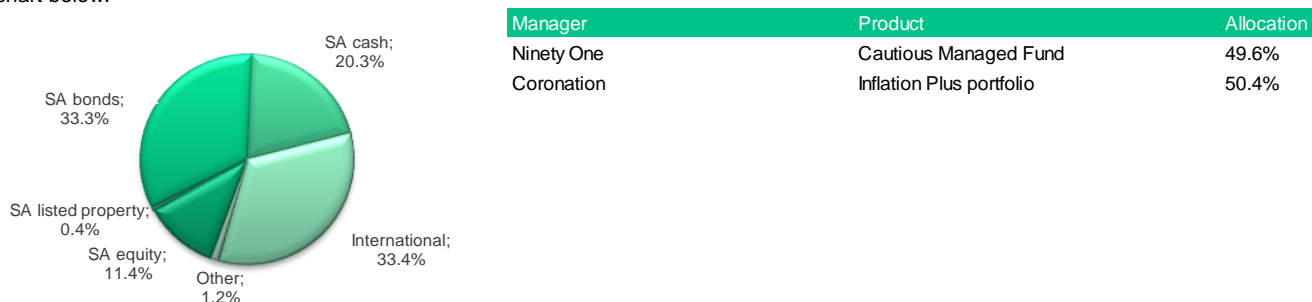 chart below.
SA cash;
20.3%
SA bonds;
33.3%
SA listed property;
0.4%
SA equity;
11.4%
Other;
1.2%
International;
33.4%
Manager Product Allocation
Ninety One Cautious Managed Fund 49.6%
Coronation Inflation Plus portfolio 50.4%